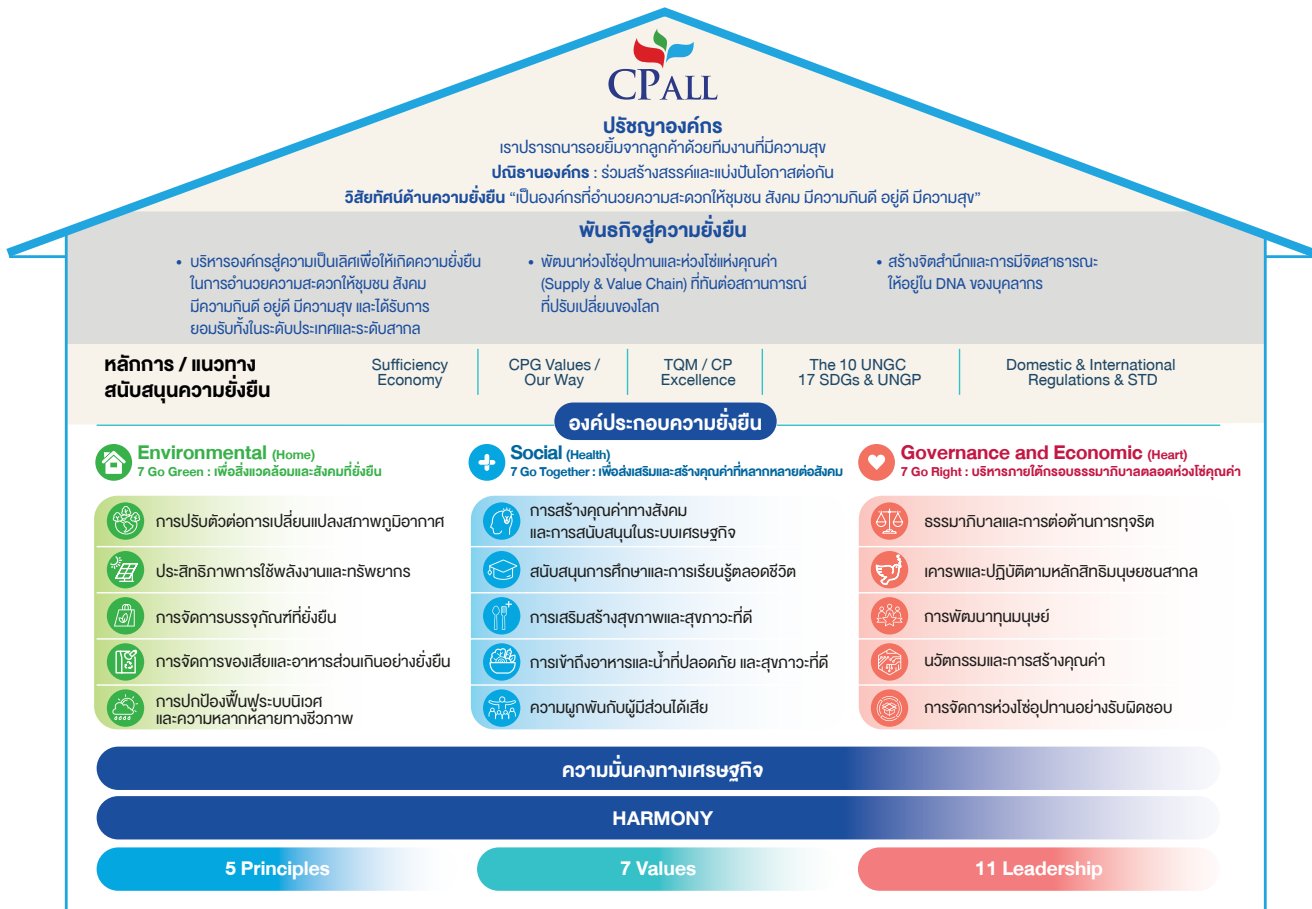 CPALL
ปรัชญาองค์กร
เราปรารถนารอยยิ้มจากลูกค้าด้วยทีมงานที่มีความสุข
ปณิธานองค์กร : ร่วมสร้างสรรค์และแบ่งปันโอกาสต่อกัน
วิสัยทัศน์ด้านความยั่งยืน “เป็นองค์กรที่อำนวยความสะดวกให้ชุมชน สังคม มีความกินดี อยู่ดี มีความสุข”
พันธกิจสู่ความยั่งยืน
• บริหารองค์กรสู่ความเป็นเลิศเพื่อให้เกิดความยั่งยืน
ในการอำนวยความสะดวกให้ชุมชน สังคม
มีความกินดี อยู่ดี มีความสุข และได้รับการ
ยอมรับทั้งในระดับประเทศและระดับสากล
• พัฒนาห่วงโซ่อุปทานและห่วงโซ่แห่งคุณค่า
(Supply & Value Chain) ที่ทันต่อสถานการณ์
ที่ปรับเปลี่ยนของโลก
• สร้างจิตสำนึกและการมีจิตสาธารณะ
ให้อยู่ใน DNA ของบุคลากร
หลักการ / แนวทาง
สนับสนุนความยั่งยืน
Sufficiency
Economy
CPG Values /
Our Way
TQM / CP
Excellence
The 10 UNGC
17 SDGs & UNGP
Domestic & International
Regulations & STD
องค์ประกอบความยั่งยืน
Environmental (Home)
7 Go Green : เพื่อสิ่งแวดล้อมและสังคมที่ยั่งยืน
การปรับตัวต่อการเปลี่ยนแปลงสภาพภูมิอากาศ
ประสิทธิภาพการใช้พลังงานและทรัพยากร
การจัดการบรรจุภัณฑ์ที่ยั่งยืน
การจัดการของเสียและอาหารส่วนเกินอย่างยั่งยืน
การปกป้องฟื้นฟูระบบนิเวศ
และความหลากหลายทางชีวภาพ
Social (Health)
7 Go Together : เพื่อส่งเสริมและสร้างคุณค่าที่หลากหลายต่อสังคม
การสร้างคุณค่าทางสังคม
และการสนับสนุนในระบบเศรษฐกิจ
สนับสนุนการศึกษาและการเรียนรู้ตลอดชีวิต
การเสริมสร้างสุขภาพและสุขภาวะที่ดี
การเข้าถึงอาหารและน้ำที่ปลอดภัย และสุขภาวะที่ดี
ความผูกพันกับผู้มีส่วนได้เสีย
Governance and Economic (Heart)
7 Go Right : บริหารภายใต้กรอบธรรมาภิบาลตลอดห่วงโซ่คุณค่า
ธรรมาภิบาลและการต่อต้านการทุจริต
เคารพและปฏิบัติตามหลักสิทธิมนุษยชนสากล
การพัฒนาทุนมนุษย์
นวัตกรรมและการสร้างคุณค่า
การจัดการห่วงโซ่อุปทานอย่างรับผิดชอบ
ความมั่นคงทางเศรษฐกิจ
HARMONY
5 Principles
7 Values
11 Leadership